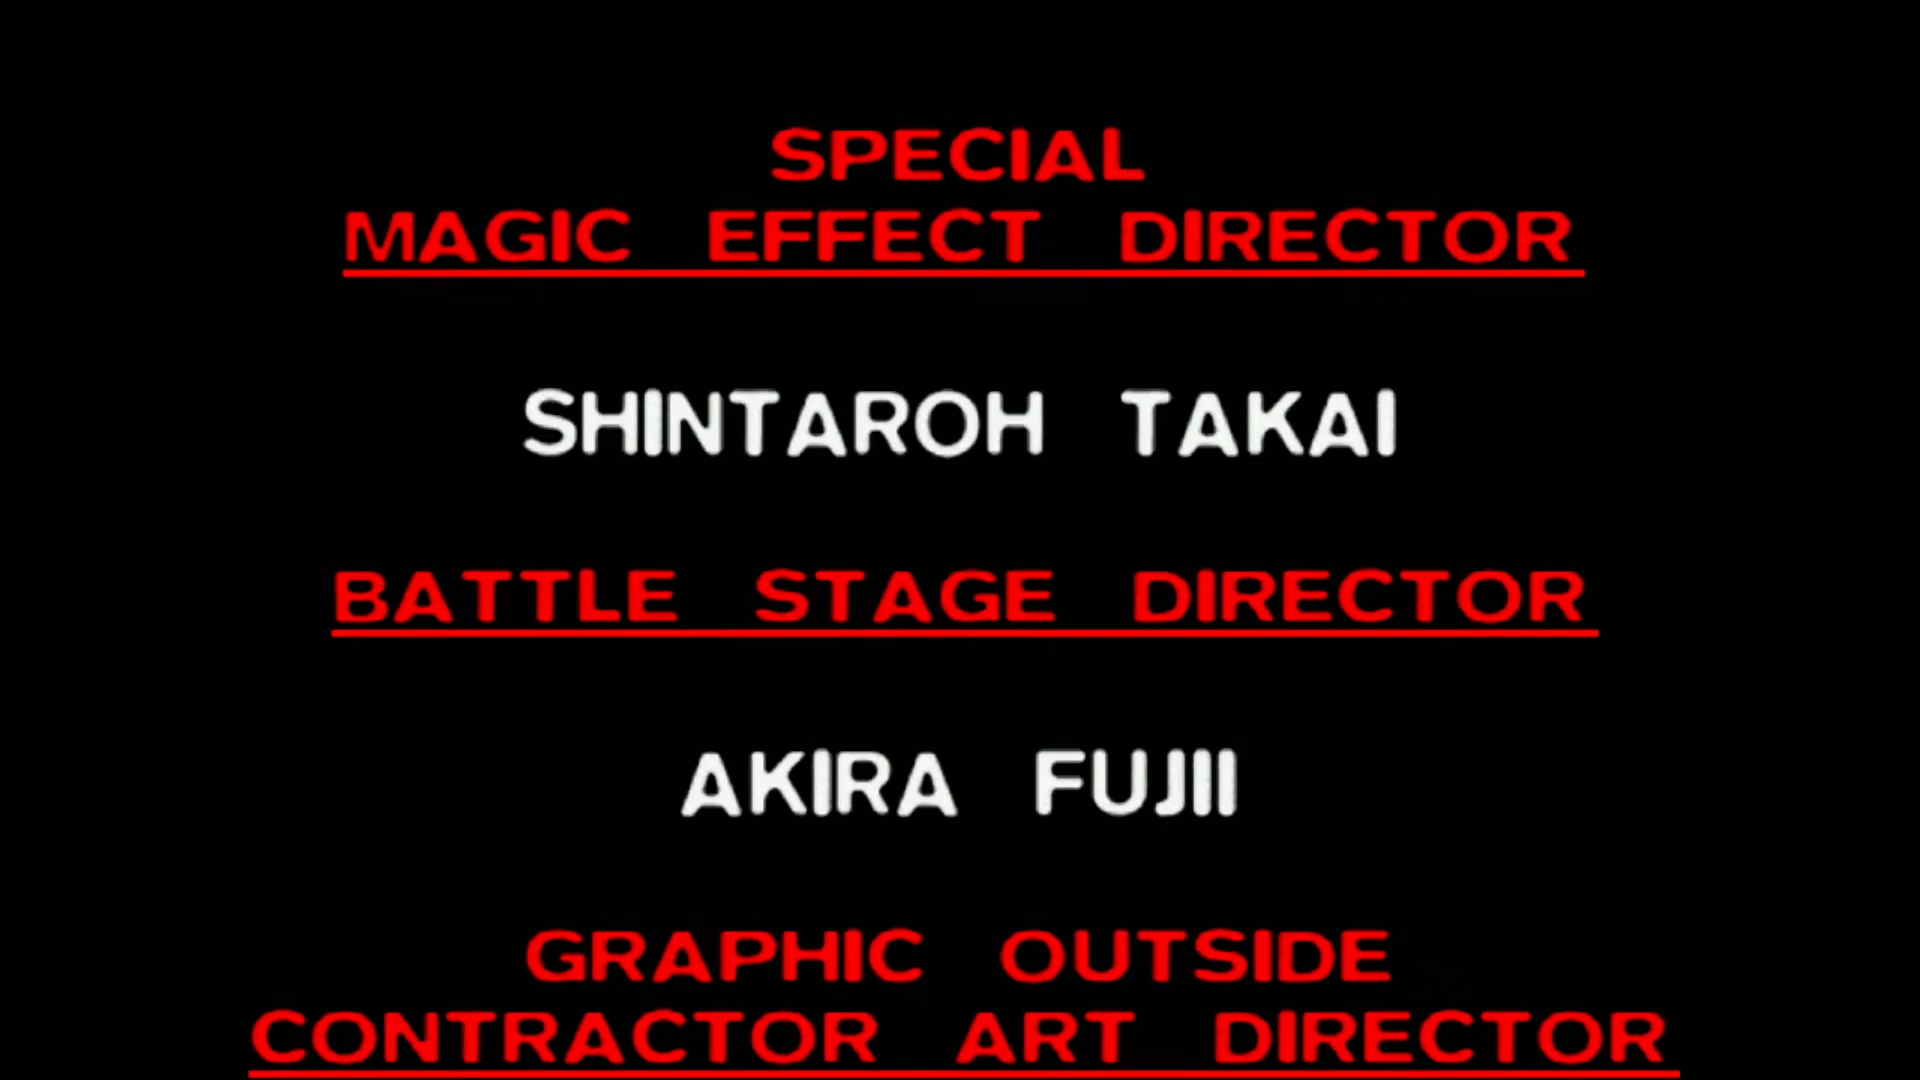 SPECIAL
MAGIC EFFECT DIRECTOR
SHINTAROH TAKAI
BATTLE STAGE DIRECTOR
AKIRA FUJII
GRAPHIC OUTSIDE
CONTRACTOR ART DIRECTOR